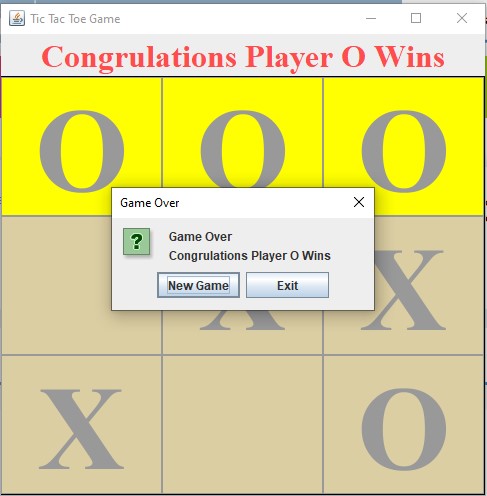 Tic Tac Toe Game
Congrulations Player O Wins
O O O
Game Over
Game Over
Congrulations Player O Wins
New Game Exit
X X
X O